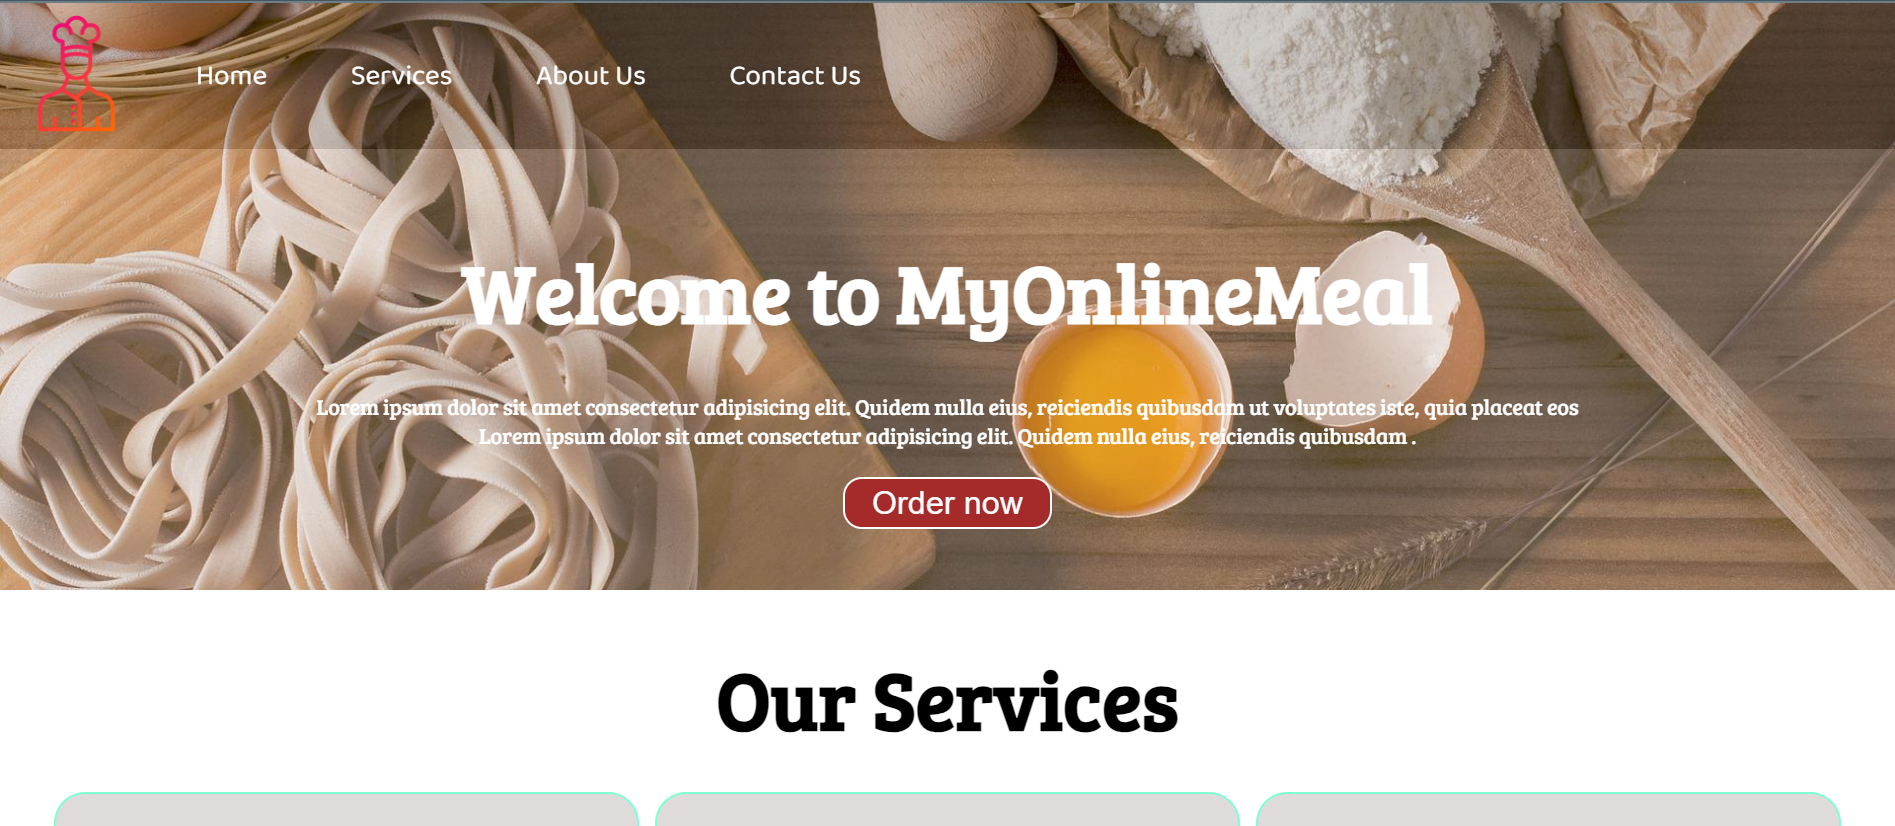 Home Services About Us Contact Us
Welcome to MyOnlineMeal
Lorem ipsum dolor sit amet consectetur adipisicing elit. Quidem nulla eius, reiciendis quibusdam ut voluptates iste, quia placeat eos
Lorem ipsum dolor sit amet consectetur adipisicing elit. Quidem nulla eius, reiciendis quibusdam .
Order now
Our Services